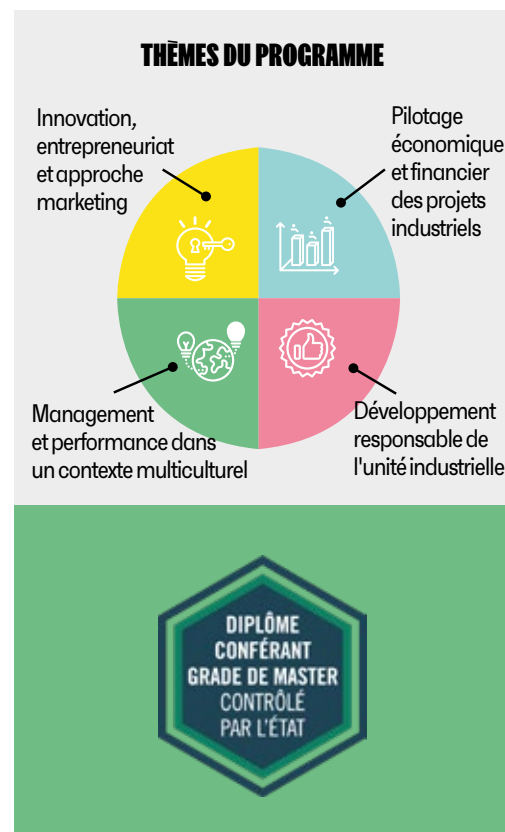 THÈMES DU PROGRAMME
Innovation,
entrepreneuriat
et approche
marketing
Pilotage
économique
et financier
des projets
industriels
Management
et performance dans
un contexte multiculturel
Développement
responsable de
l'unité industrielle
DIPLÔME
CONFÉRANT
GRADE DE MASTER
CONTRÔLÉ
PAR L'ÉTAT